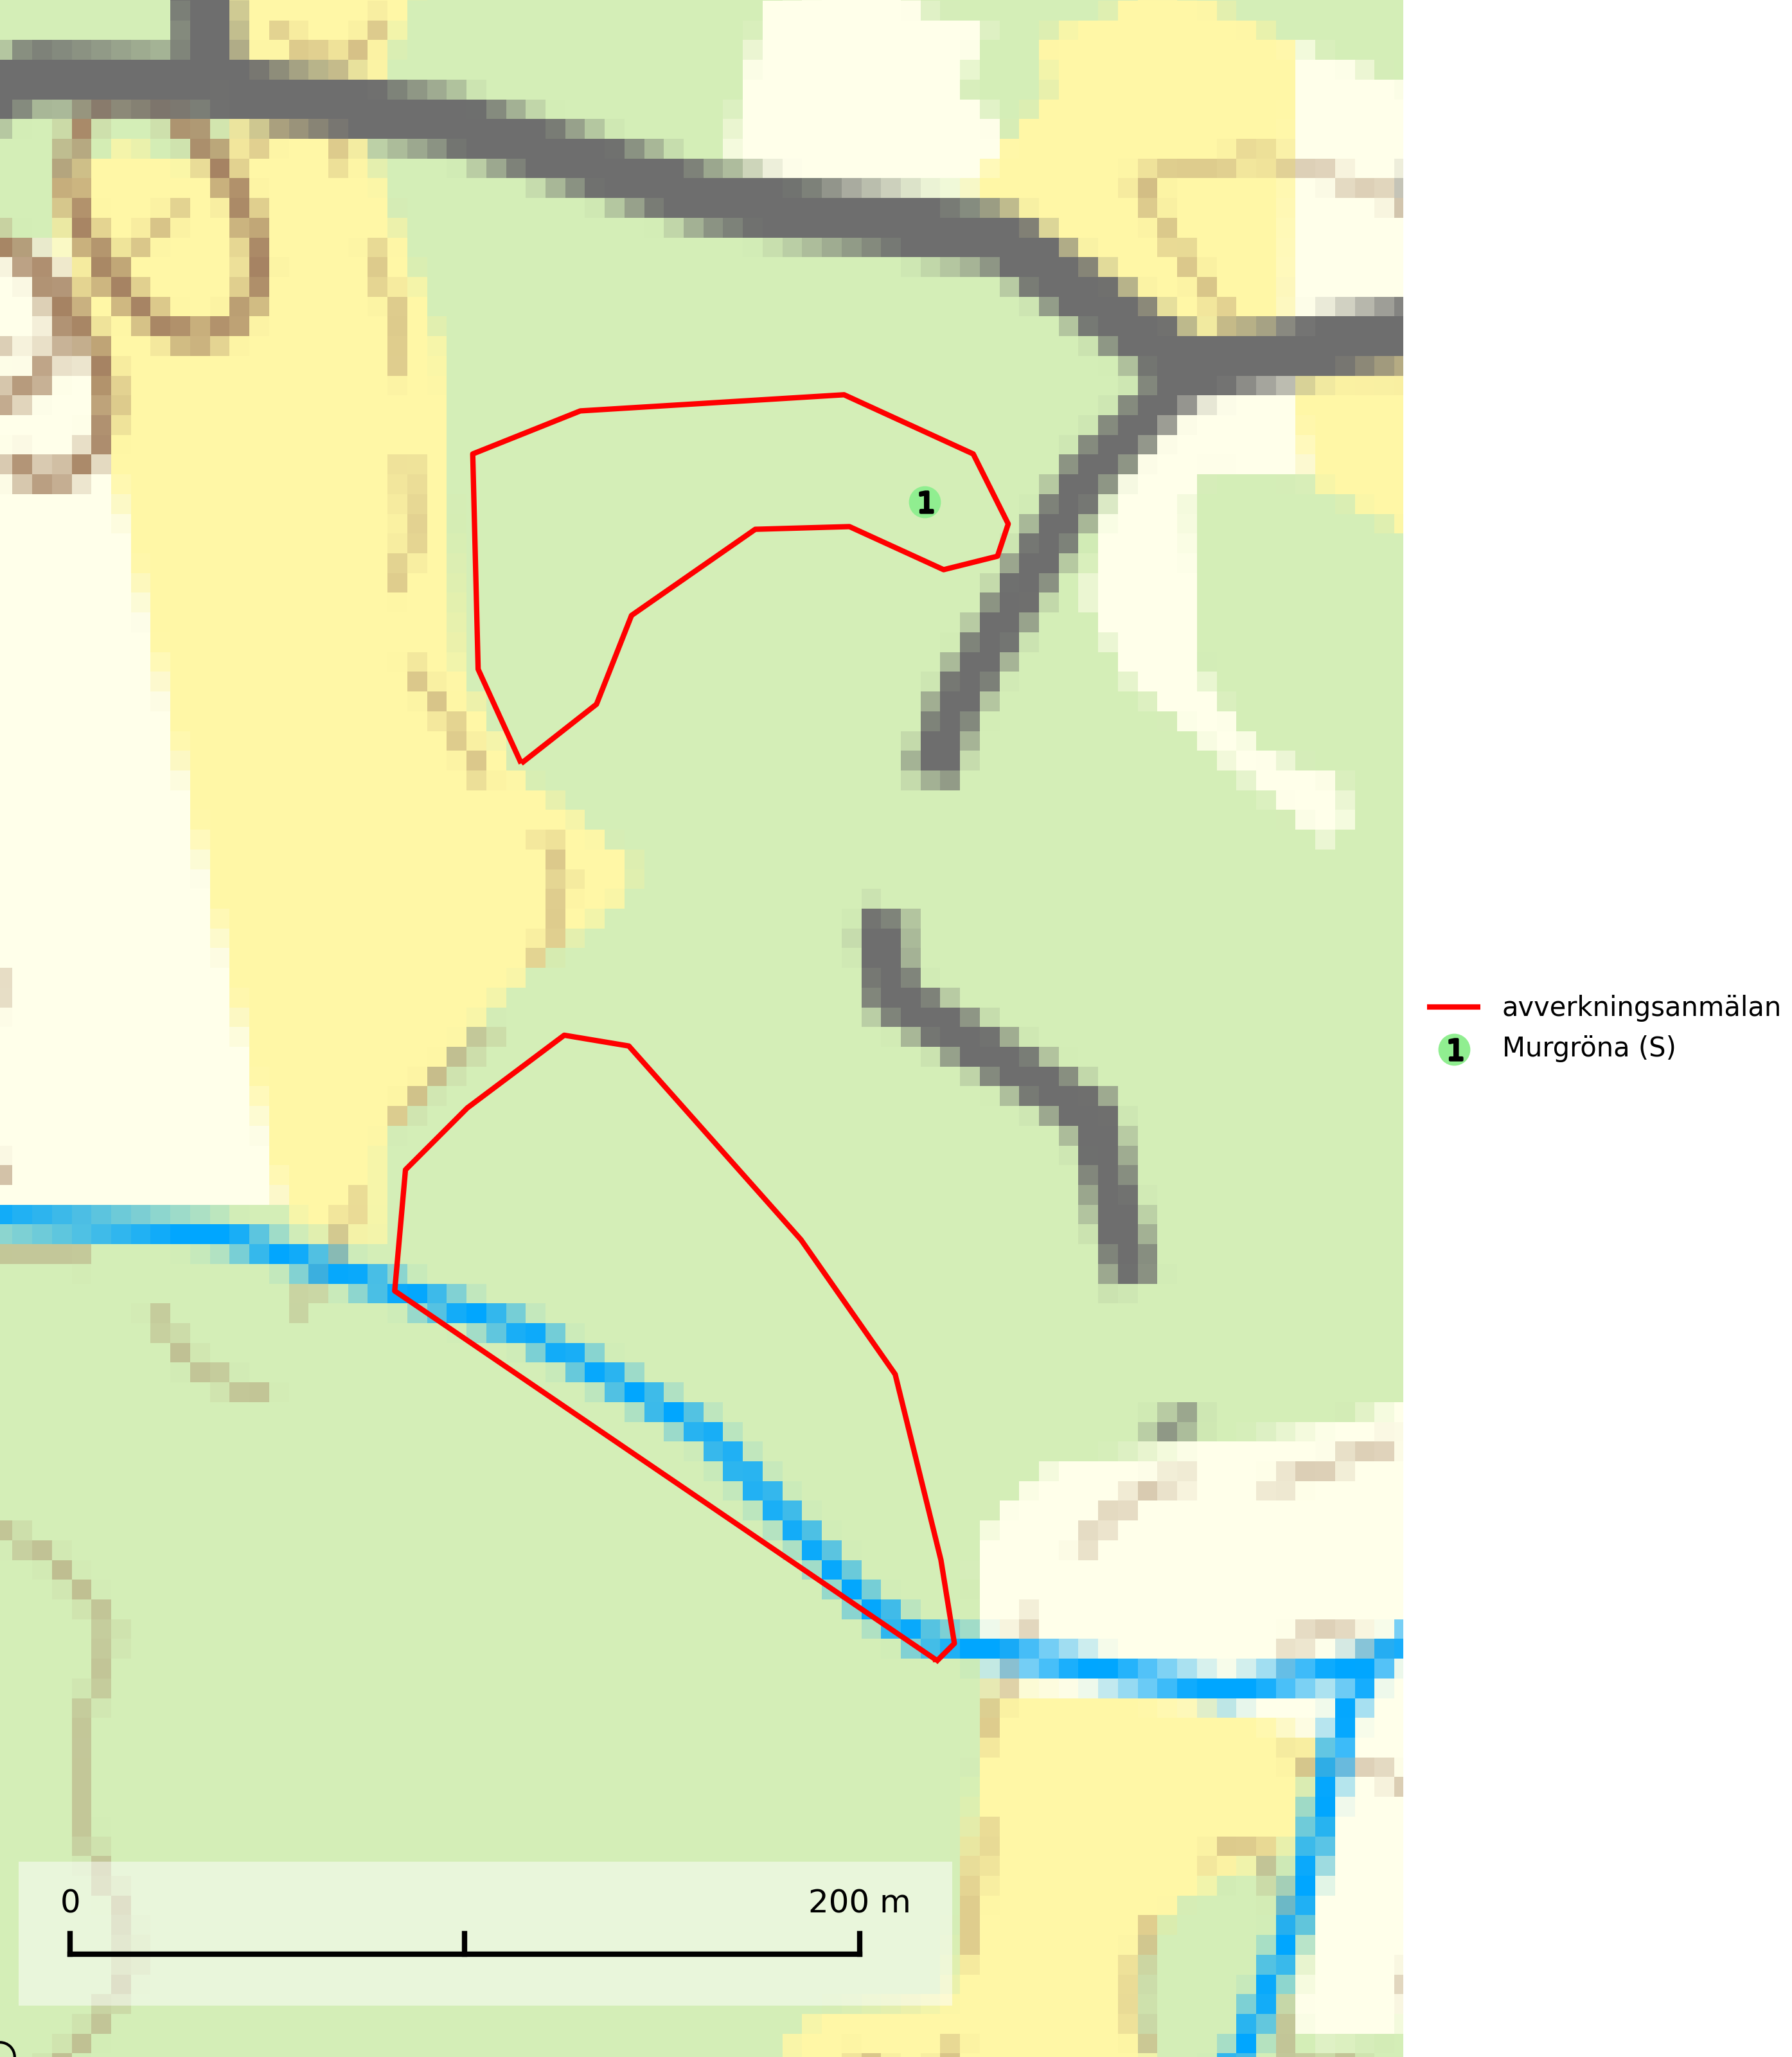 1
avverkningsanmälan
1 Murgröna (S)
0 200 m